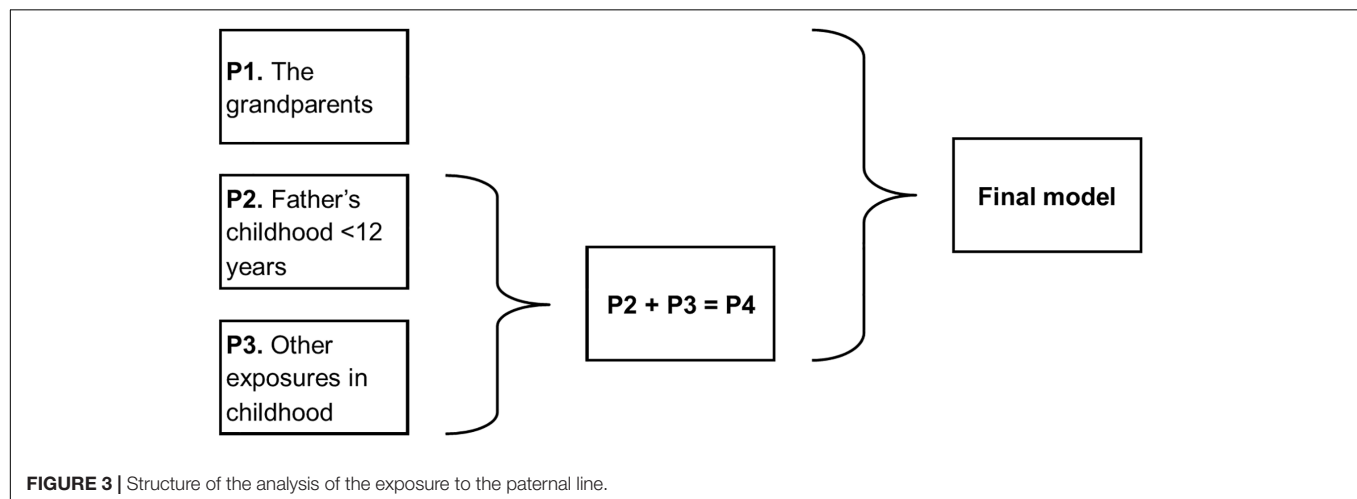 P1. The
grandparents
P2. Father's
childhood <12
years
P3. Other
exposures in
childhood
P2 + P3 = P4
Final model
FIGURE 3 | Structure of the analysis of the exposure to the paternal line.